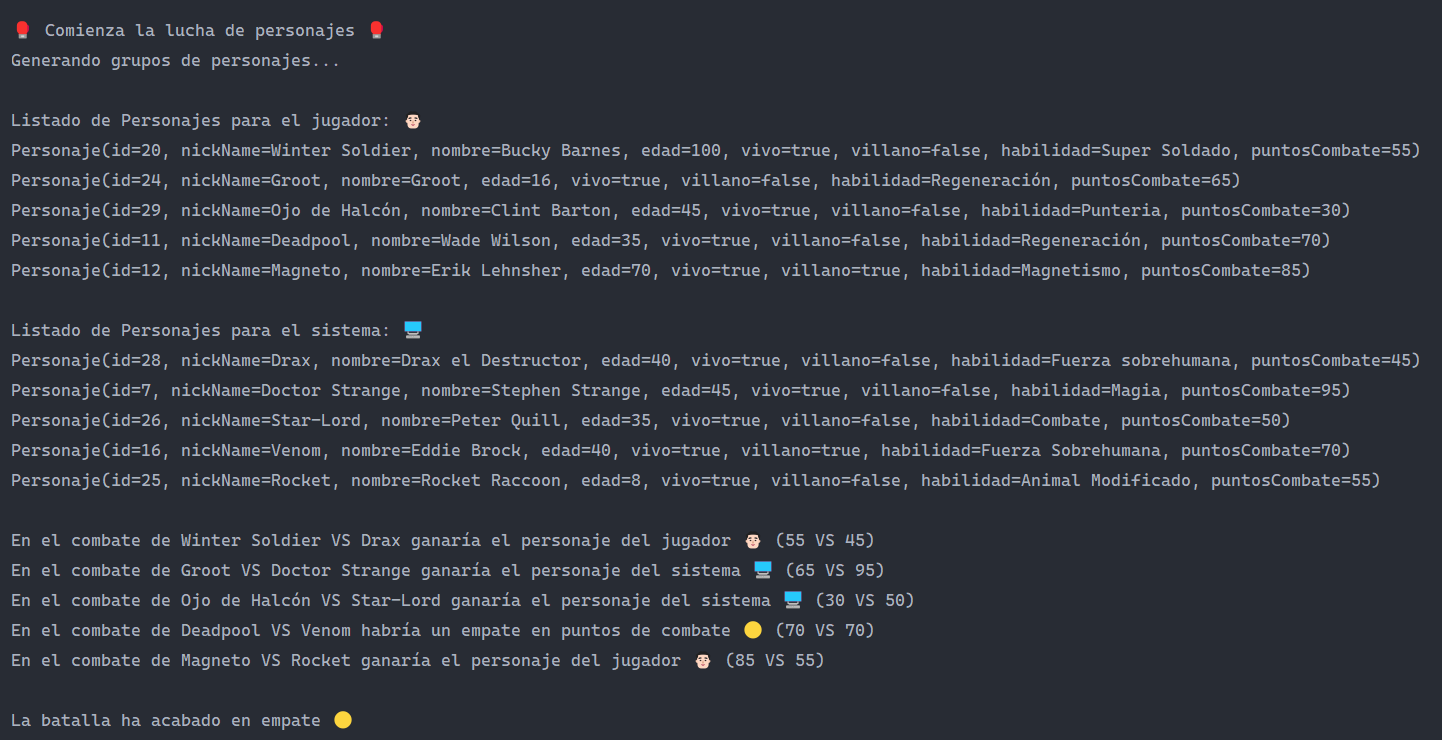 🥊 Comienza la lucha de personajes 🥊
Generando grupos de personajes...
Listado de Personajes para el jugador: 👨🏻
Personaje(id=20, nickName=Winter Soldier, nombre=Bucky Barnes, edad=100, vivo=true, villano=false, habilidad=Super Soldado, puntosCombate=55)
Personaje(id=24, nickName=Groot, nombre=Groot, edad=16, vivo=true, villano=false, habilidad=Regeneración, puntosCombate=65)
Personaje(id=29, nickName=Ojo de Halcón, nombre=Clint Barton, edad=45, vivo=true, villano=false, habilidad=Punteria, puntosCombate=30)
Personaje(id=11, nickName=Deadpool, nombre=Wade Wilson, edad=35, vivo=true, villano=false, habilidad=Regeneración, puntosCombate=70)
Personaje(id=12, nickName=Magneto, nombre=Erik Lehnsher, edad=70, vivo=true, villano=true, habilidad=Magnetismo, puntosCombate=85)
Listado de Personajes para el sistema: 🖥️
Personaje(id=28, nickName=Drax, nombre=Drax el Destructor, edad=40, vivo=true, villano=false, habilidad=Fuerza sobrehumana, puntosCombate=45)
Personaje(id=7, nickName=Doctor Strange, nombre=Stephen Strange, edad=45, vivo=true, villano=false, habilidad=Magia, puntosCombate=95)
Personaje(id=26, nickName=Star-Lord, nombre=Peter Quill, edad=35, vivo=true, villano=false, habilidad=Combate, puntosCombate=50)
Personaje(id=16, nickName=Venom, nombre=Eddie Brock, edad=40, vivo=true, villano=true, habilidad=Fuerza Sobrehumana, puntosCombate=70)
Personaje(id=25, nickName=Rocket, nombre=Rocket Raccoon, edad=8, vivo=true, villano=false, habilidad=Animal Modificado, puntosCombate=55)
En el combate de Winter Soldier VS Drax ganaría el personaje del jugador 👨🏻 (55 VS 45)
En el combate de Groot VS Doctor Strange ganaría el personaje del sistema 🖥️ (65 VS 95)
En el combate de Ojo de Halcón VS Star-Lord ganaría el personaje del sistema 🖥️ (30 VS 50)
En el combate de Deadpool VS Venom habría un empate en puntos de combate 🟡 (70 VS 70)
En el combate de Magneto VS Rocket ganaría el personaje del jugador 👨🏻 (85 VS 55)
La batalla ha acabado en empate 🟡